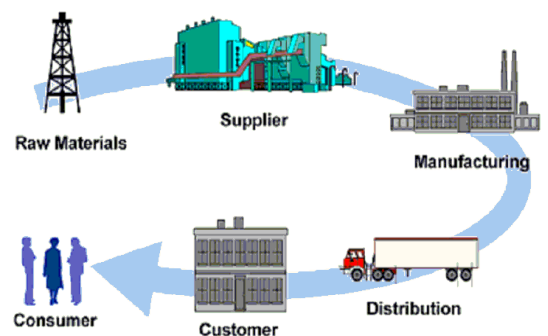 Raw Materials
Supplier
Manufacturing
Distribution
Customer
Consumer